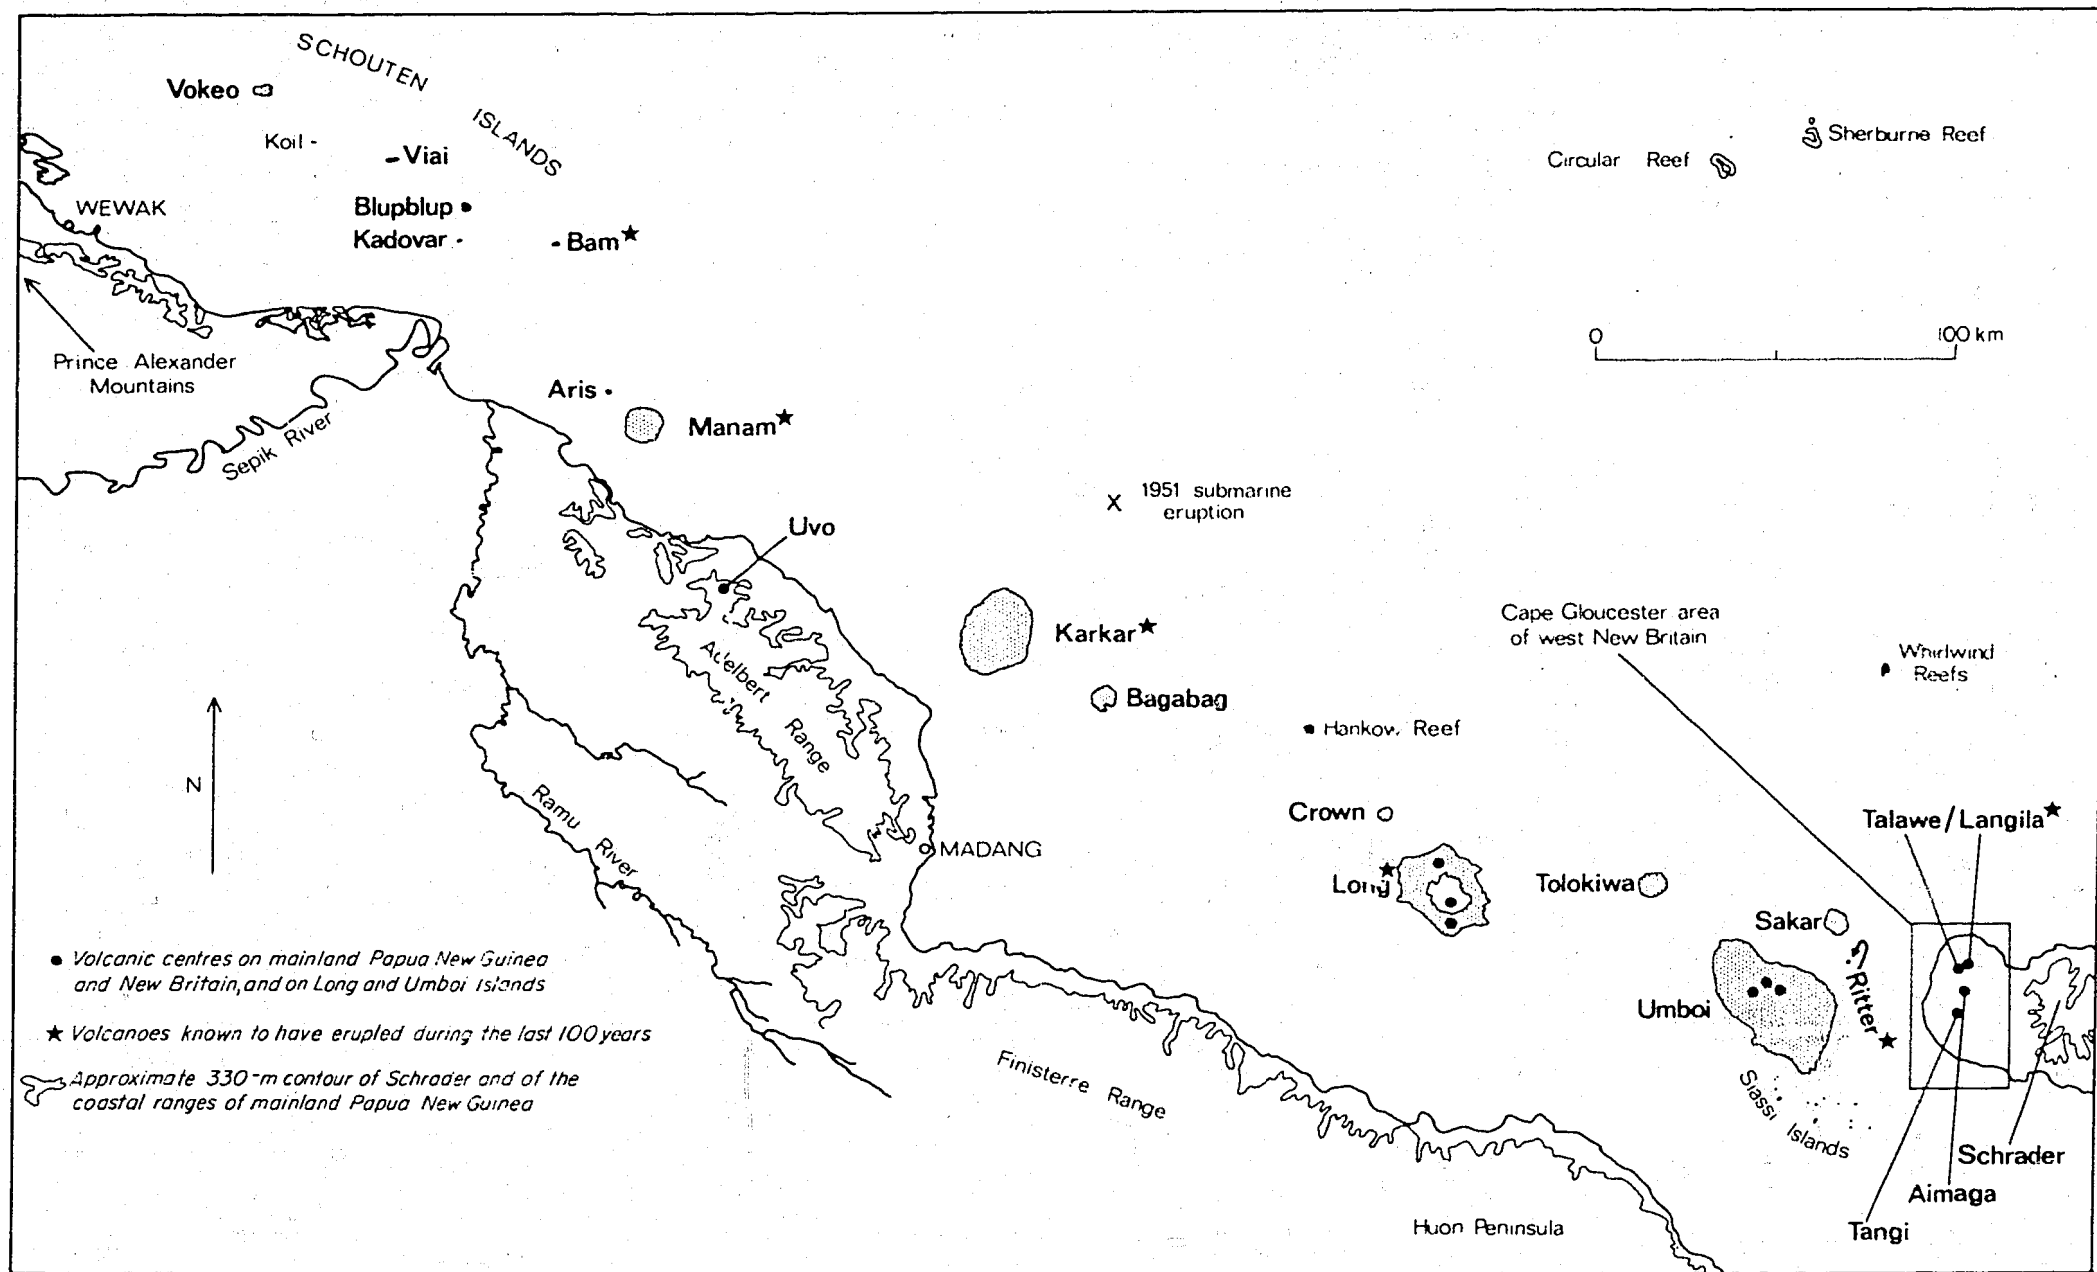 SCHOUTEN
ISLANDS
Vokeo
Koil
Viai
Blupblup
Kadovar
Bam
WEWAK
Prince Alexander
Mountains
Sepik River
Aris
Manam
Circular Reef
Sherburne Reef
0
100 km
1951 submarine
eruption
X
Uvo
Karkar
Bagabag
Adelbert
Range
Cape Gloucester area
of west New Britain
Whirlwind
Reefs
Hankow Reef
N
Ramu
River
MADANG
Crown
Long
Tolokiwa
Talawe/Langila
Sakar
Ritter
Umboi
Siassi Islands
Finisterre Range
Huon Peninsula
Schrader
Aimaga
Tangi
Volcanic centres on mainland Papua New Guinea
and New Britain, and on Long and Umboi Islands
Volcanoes known to have erupted during the last 100 years
Approximate 330-m contour of Schrader and of the
coastal ranges of mainland Papua New Guinea